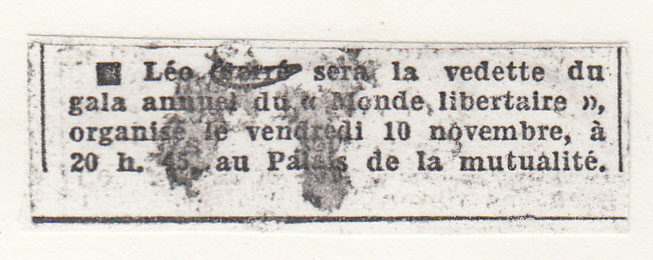 ■ Léo Ferré sera la vedette du
gala annuel du « Monde libertaire »,
organisé le vendredi 10 novembre, à
20 h. 45, au Palais de la mutualité.